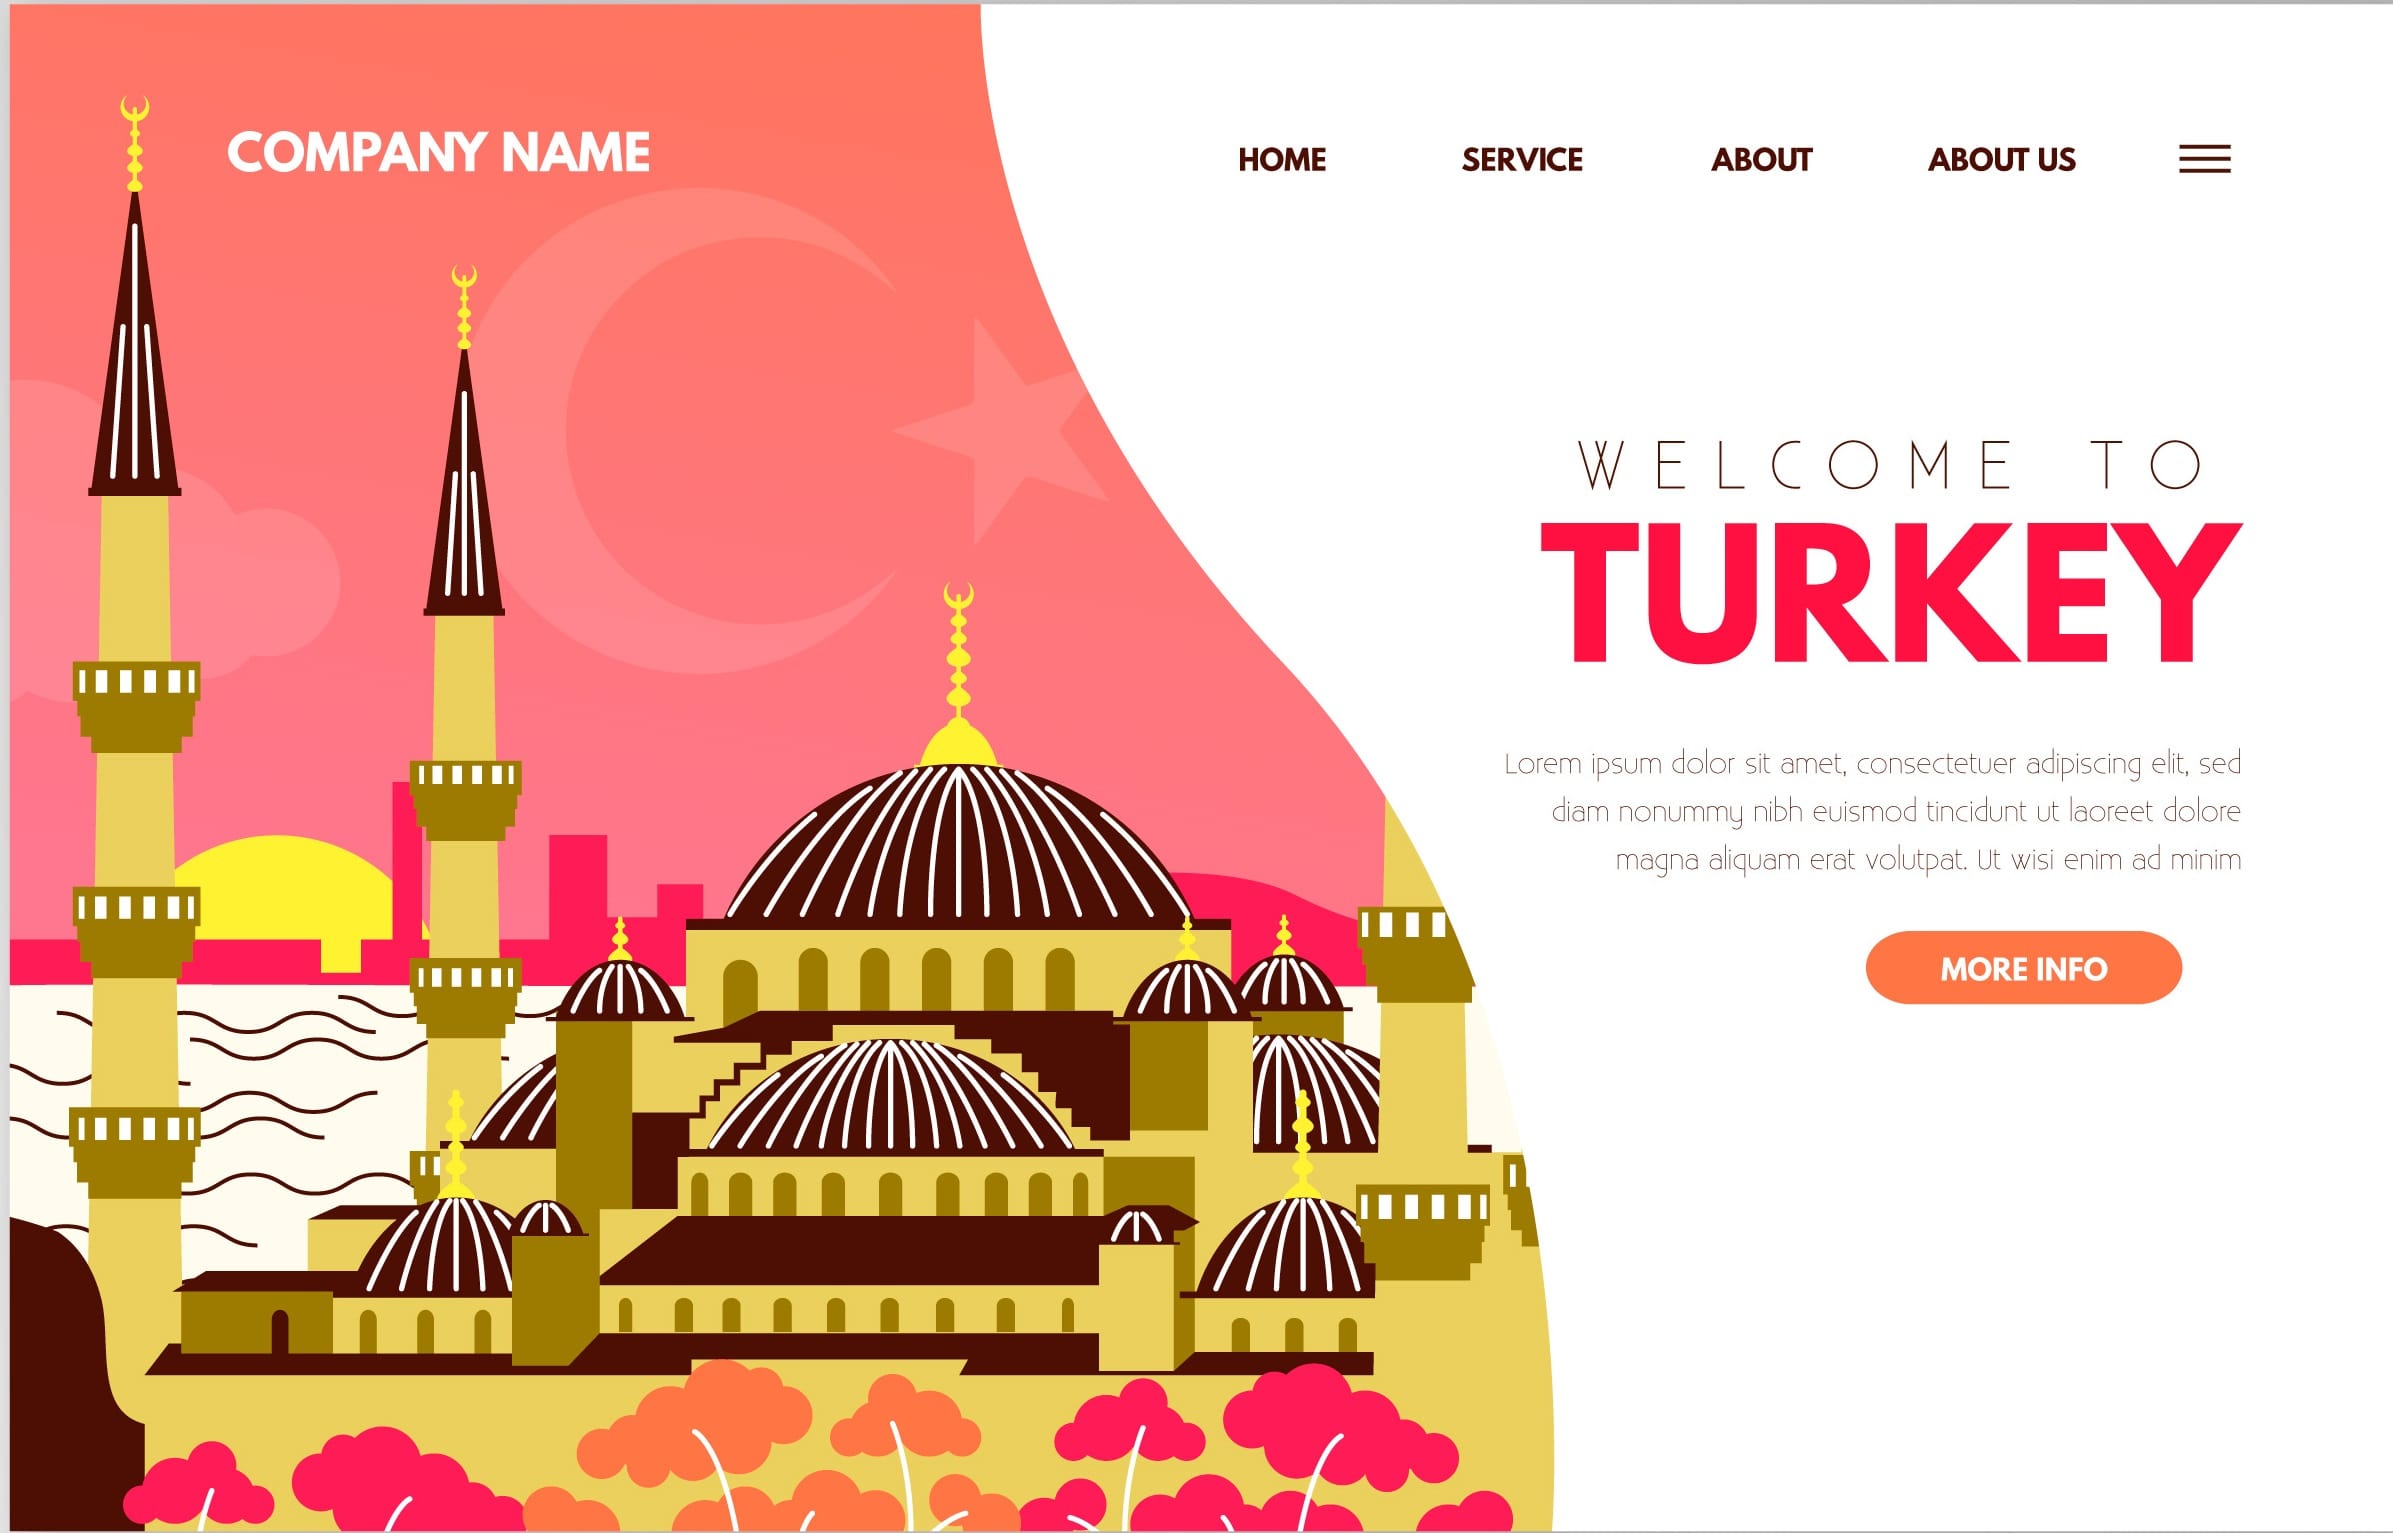 COMPANY NAME
HOME
SERVICE
ABOUT
ABOUT US
WELCOME TO
TURKEY
Lorem ipsum dolor sit amet, consectetuer adipiscing elit, sed
diam nonummy nibh euismod tincidunt ut laoreet dolore
magna aliquam erat volutpat. Ut wisi enim ad minim
MORE INFO